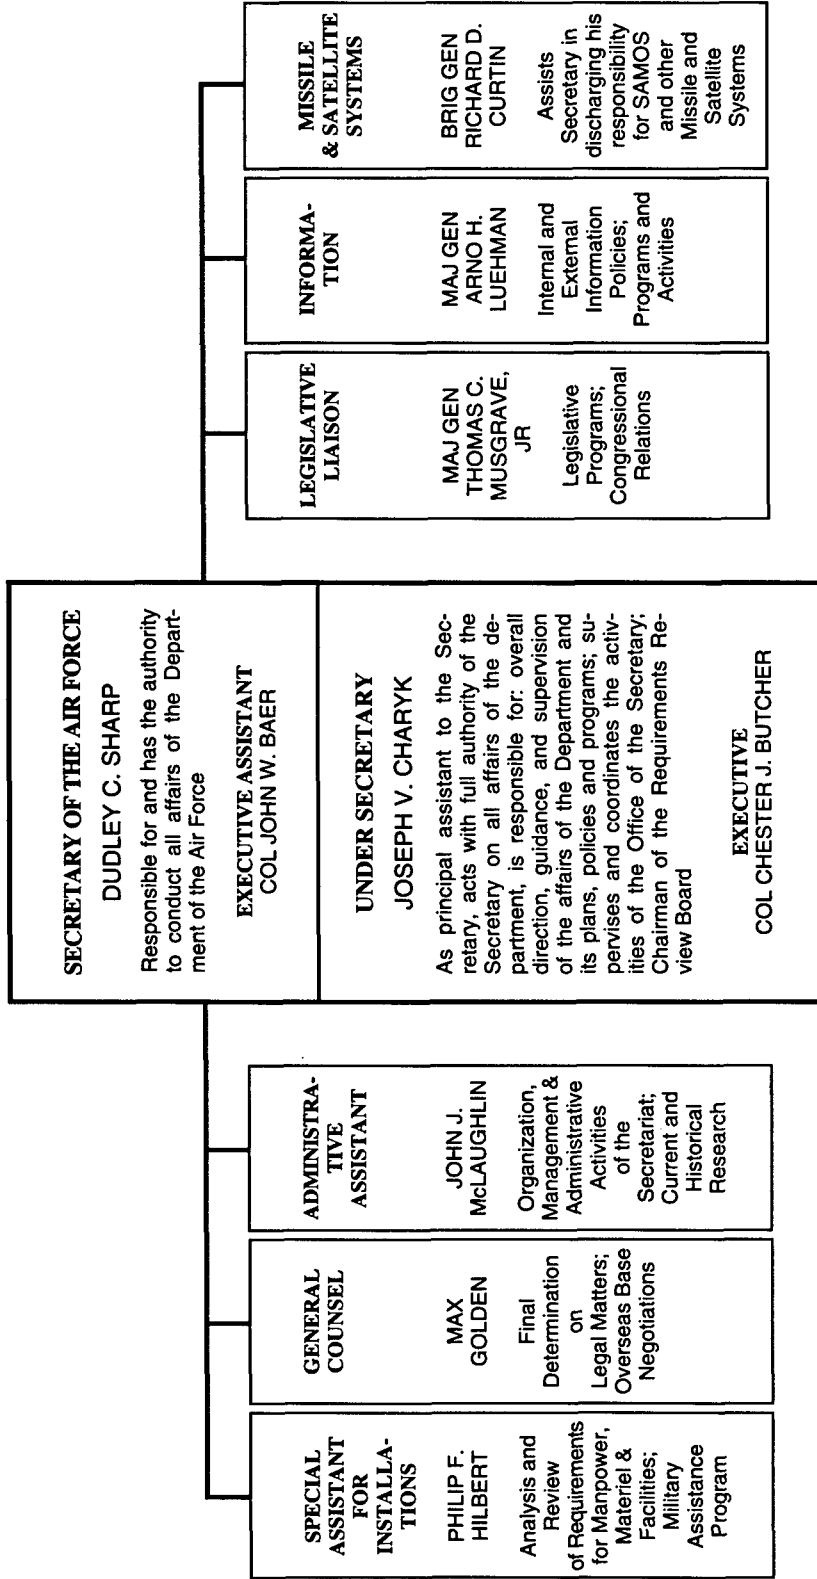 SECRETARY OF THE AIR FORCE
DUDLEY C. SHARP
Responsible for and has the authority
to conduct all affairs of the Depart-
ment of the Air Force
EXECUTIVE ASSISTANT
COL JOHN W. BAER
UNDER SECRETARY
JOSEPH V. CHARYK
As principal assistant to the Sec-
retary, acts with full authority of the
Secretary on all affairs of the de-
partment, is responsible for: overall
direction, guidance, and supervision
of the affairs of the Department and
its plans, policies and programs; su-
pervises and coordinates the activ-
ities of the Office of the Secretary;
Chairman of the Requirements Re-
view Board
EXECUTIVE
COL CHESTER J. BUTCHER
SPECIAL
ASSISTANT
FOR
INSTALLA-
TIONS
PHILIP F.
HILBERT
Analysis and
Review
of Requirements
for Manpower,
Materiel &
Facilities;
Military
Assistance
Program
GENERAL
COUNSEL
MAX
GOLDEN
Final
Determination
on
Legal Matters;
Overseas Base
Negotiations
ADMINISTRA-
TIVE
ASSISTANT
JOHN J.
McLAUGHLIN
Organization,
Management &
Administrative
Activities
of the
Secretariat;
Current and
Historical
Research
LEGISLATIVE
LIAISON
MAJ GEN
THOMAS C.
MUSGRAVE,
JR
Legislative
Programs;
Congressional
Relations
INFORMA-
TION
MAJ GEN
ARNO H.
LUEHMAN
Internal and
External
Information
Policies;
Programs and
Activities
MISSILE
& SATELLITE
SYSTEMS
BRIG GEN
RICHARD D.
CURTIN
Assists
Secretary in
discharging his
responsibility
for SAMOS
and other
Missile and
Satellite
Systems